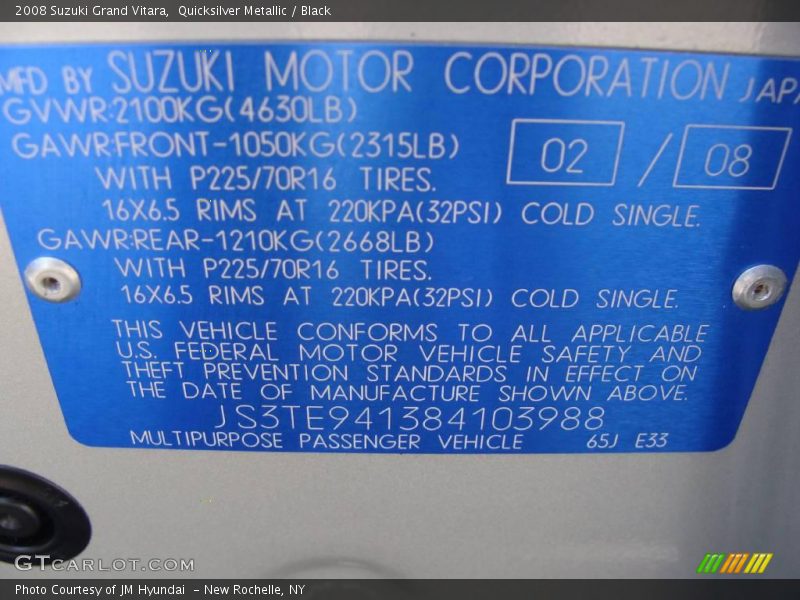 2008 Suzuki Grand Vitara,  Quicksilver Metallic / Black
MFD BY SUZUKI MOTOR CORPORATION JAPA
GVWR:2100KG(4630LB)
GAWR:FRONT-1050KG(2315LB)
02 / 08
WITH P225/70R16 TIRES.
16X6.5 RIMS AT 220KPA(32PSI) COLD SINGLE.
GAWR:REAR-1210KG(2668LB)
WITH P225/70R16 TIRES.
16X6.5 RIMS AT 220KPA(32PSI) COLD SINGLE.
THIS VEHICLE CONFORMS TO ALL APPLICABLE
U.S. FEDERAL MOTOR VEHICLE SAFETY AND
THEFT PREVENTION STANDARDS IN EFFECT ON
THE DATE OF MANUFACTURE SHOWN ABOVE.
JS3TE941384103988
MULTIPURPOSE PASSENGER VEHICLE 65J E33
GTCARLOT.COM
Photo Courtesy of JM Hyundai  - New Rochelle, NY